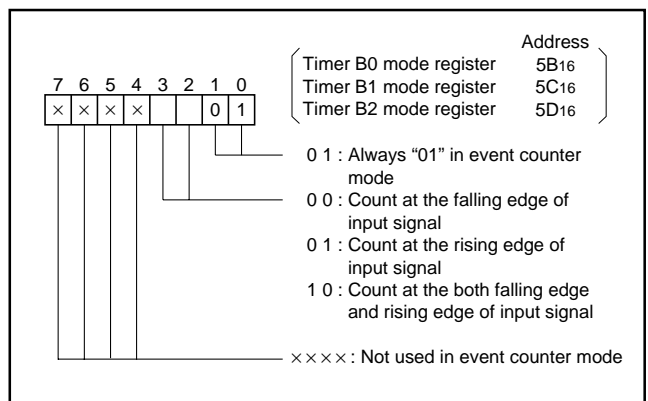 Address
Timer B0 mode register 5B16
Timer B1 mode register 5C16
Timer B2 mode register 5D16
7 6 5 4 3 2 1 0
× × × × 0 1
0 1 : Always “01” in event counter
mode
0 0 : Count at the falling edge of
input signal
0 1 : Count at the rising edge of
input signal
1 0 : Count at the both falling edge
and rising edge of input signal
×××× : Not used in event counter mode